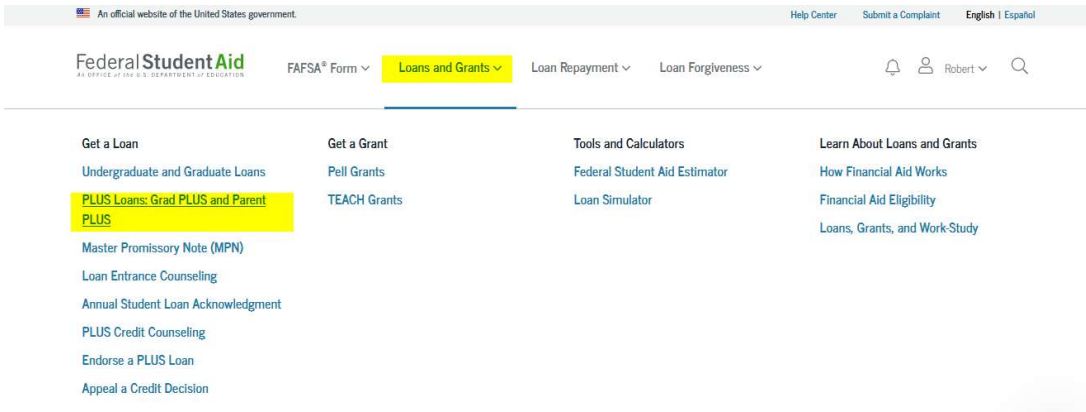 An official website of the United States government.
Help Center Submit a Complaint English | Español
Federal Student Aid
An OFFICE of the U.S. DEPARTMENT of EDUCATION
FAFSA® Form Loans and Grants Loan Repayment Loan Forgiveness Robert
Get a Loan
Undergraduate and Graduate Loans
PLUS Loans: Grad PLUS and Parent
PLUS
Master Promissory Note (MPN)
Loan Entrance Counseling
Annual Student Loan Acknowledgment
PLUS Credit Counseling
Endorse a PLUS Loan
Appeal a Credit Decision
Get a Grant
Pell Grants
TEACH Grants
Tools and Calculators
Federal Student Aid Estimator
Loan Simulator
Learn About Loans and Grants
How Financial Aid Works
Financial Aid Eligibility
Loans, Grants, and Work-Study